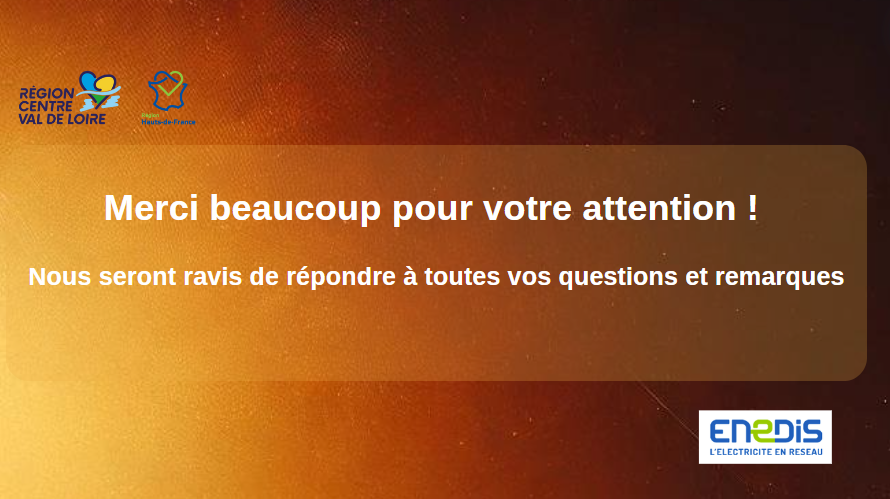 RÉGION
CENTRE
VAL DE LOIRE
Région
Hauts-de-France
Merci beaucoup pour votre attention !
Nous seront ravis de répondre à toutes vos questions et remarques
ENEDIS
L'ELECTRICITE EN RESEAU